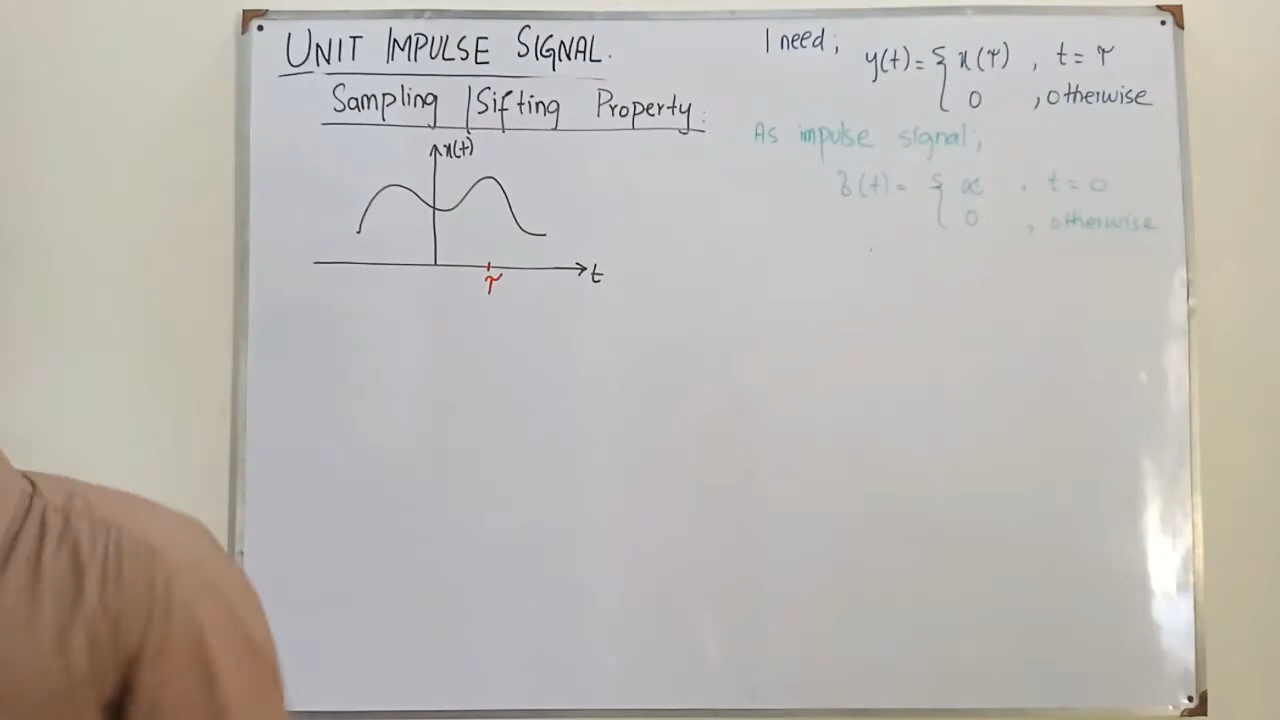 UNIT IMPULSE SIGNAL.
Sampling / Sifting Property:
x(t)
τ
t
I need;
y(t) = { x(τ) , t = τ
0 , otherwise
As impulse signal,
δ(t) = { ∞ , t = 0
0 , otherwise